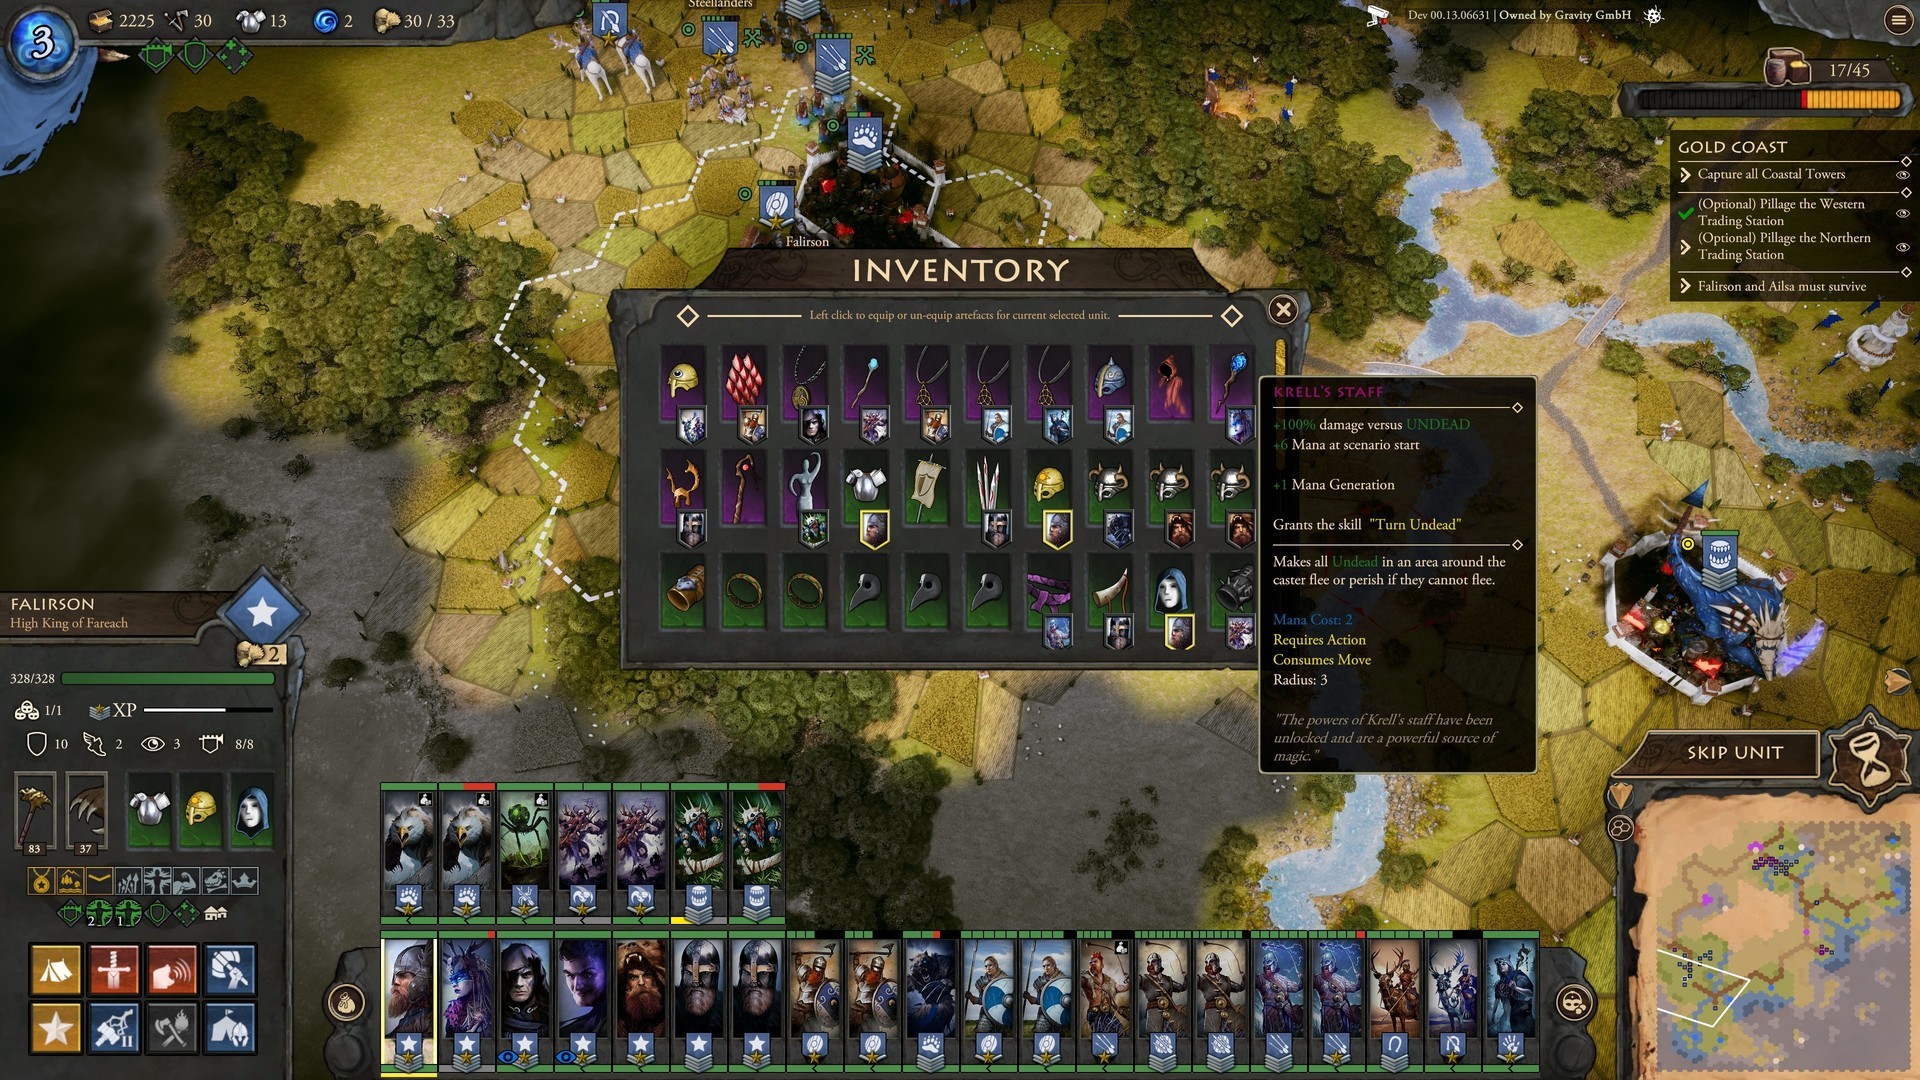 3
2225
30
13
2
30 / 33
Steellanders
Dev 00.13.06631 | Owned by Gravity GmbH
17/45
GOLD COAST
Capture all Coastal Towers
(Optional) Pillage the Western
Trading Station
(Optional) Pillage the Northern
Trading Station
Falirson and Ailsa must survive
Falirson
INVENTORY
Left click to equip or un-equip artefacts for current selected unit.
KRELL'S STAFF
+100% damage versus UNDEAD
+6 Mana at scenario start
+1 Mana Generation
Grants the skill "Turn Undead"
Makes all Undead in an area around the
caster flee or perish if they cannot flee.
Mana Cost: 2
Requires Action
Consumes Move
Radius: 3
"The powers of Krell's staff have been
unlocked and are a powerful source of
magic."
FALIRSON
High King of Fareach
2
328/328
1/1
XP
10
2
3
8/8
83
37
2
1
II
SKIP UNIT